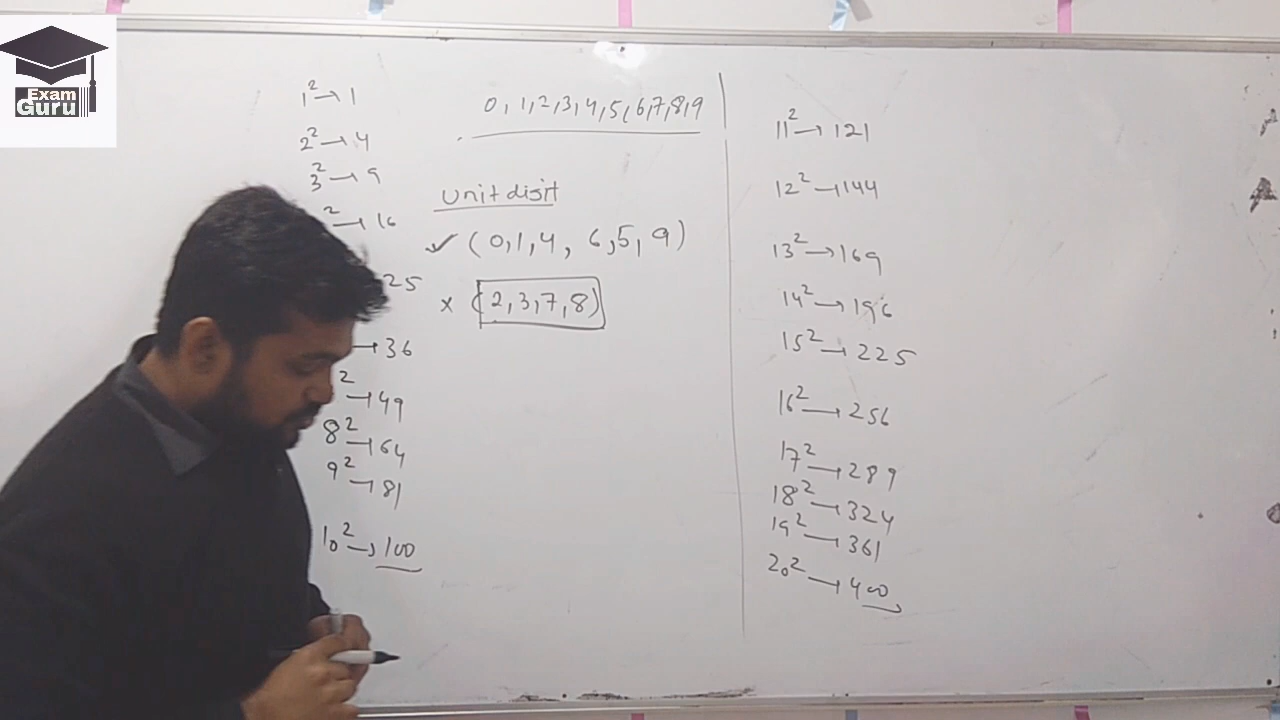 Exam
Guru
1² → 1
2² → 4
3² → 9
² → 16
25
→ 36
² → 49
8² → 64
9² → 81
10² → 100
0, 1, 2, 3, 4, 5, 6, 7, 8, 9
Unit digit
✓ (0, 1, 4, 6, 5, 9)
× (2, 3, 7, 8)
11² → 121
12² → 144
13² → 169
14² → 196
15² → 225
16² → 256
17² → 289
18² → 324
19² → 361
20² → 400